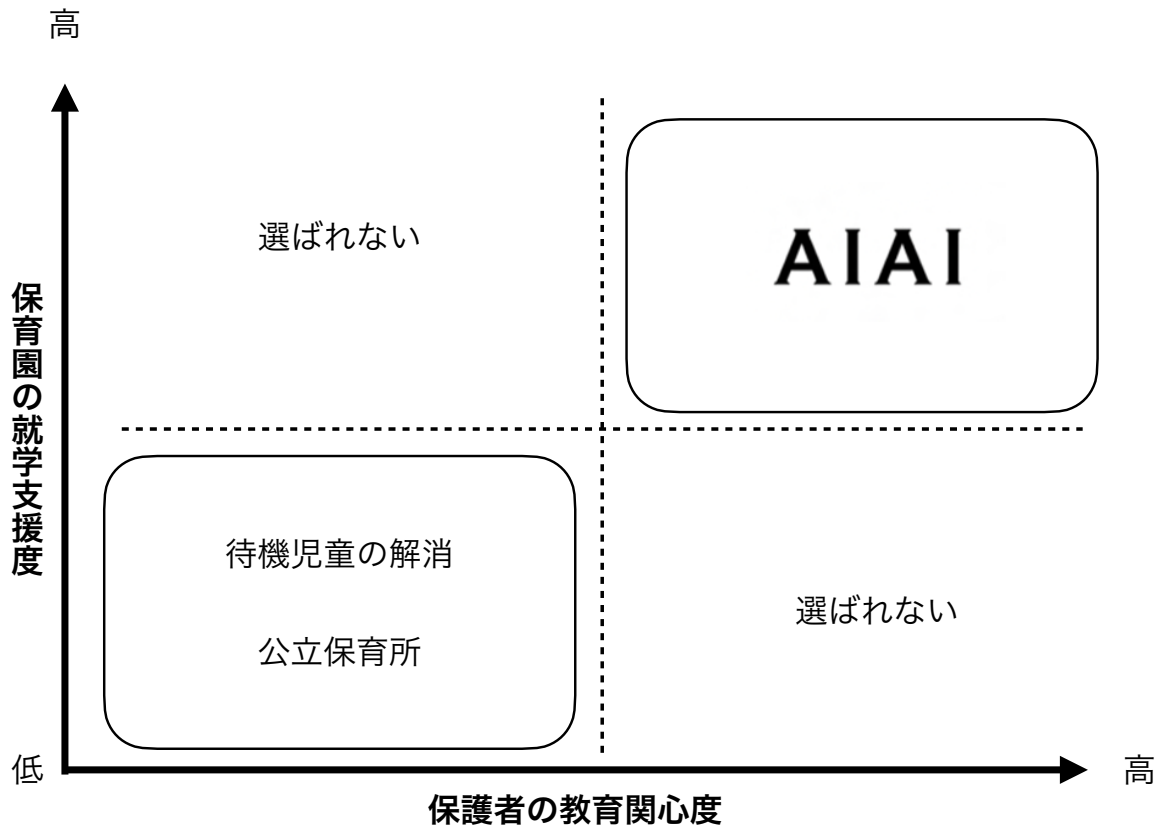 高
選ばれない
AIAI
保育園の就学支援度
待機児童の解消
公立保育所
選ばれない
低
高
保護者の教育関心度